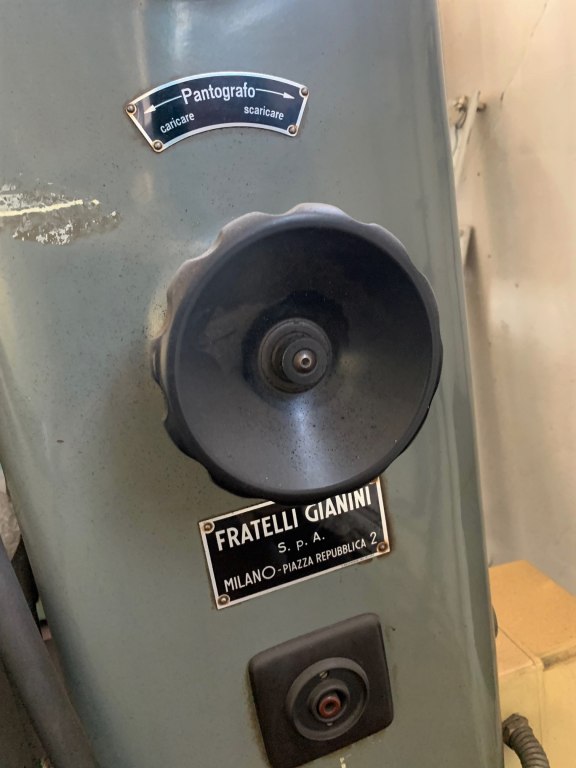 Pantografo
caricare scaricare
FRATELLI GIANINI
S. p. A.
MILANO - PIAZZA REPUBBLICA 2